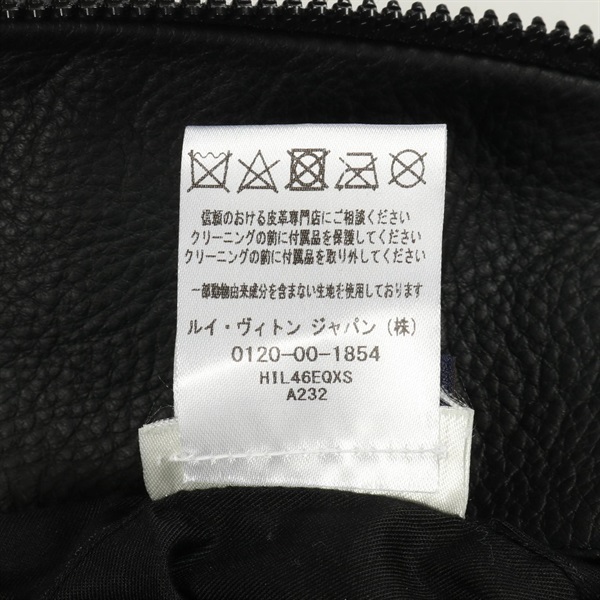 信頼のおける皮革専門店にご相談ください
クリーニングの前に付属品を保護してください
クリーニングの前に付属品を取り外してください
一部動物由来成分を含まない生地を使用しております
ルイ・ヴィトン ジャパン (株)
0120-00-1854
HIL46EQXS
A232